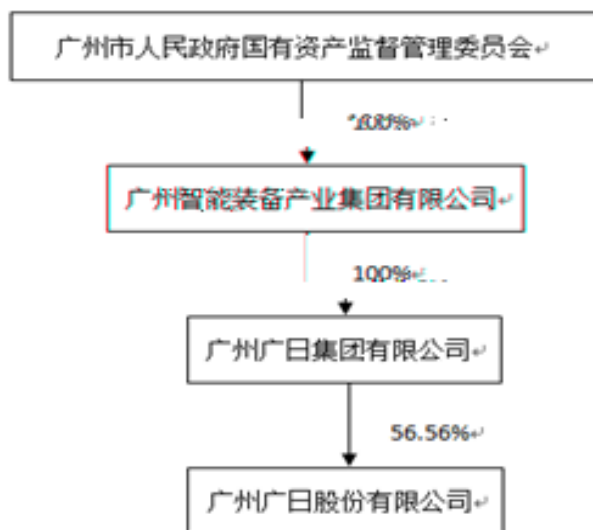 广州市人民政府国有资产监督管理委员会
100%
广州智能装备产业集团有限公司
100%
广州广日集团有限公司
56.56%
广州广日股份有限公司